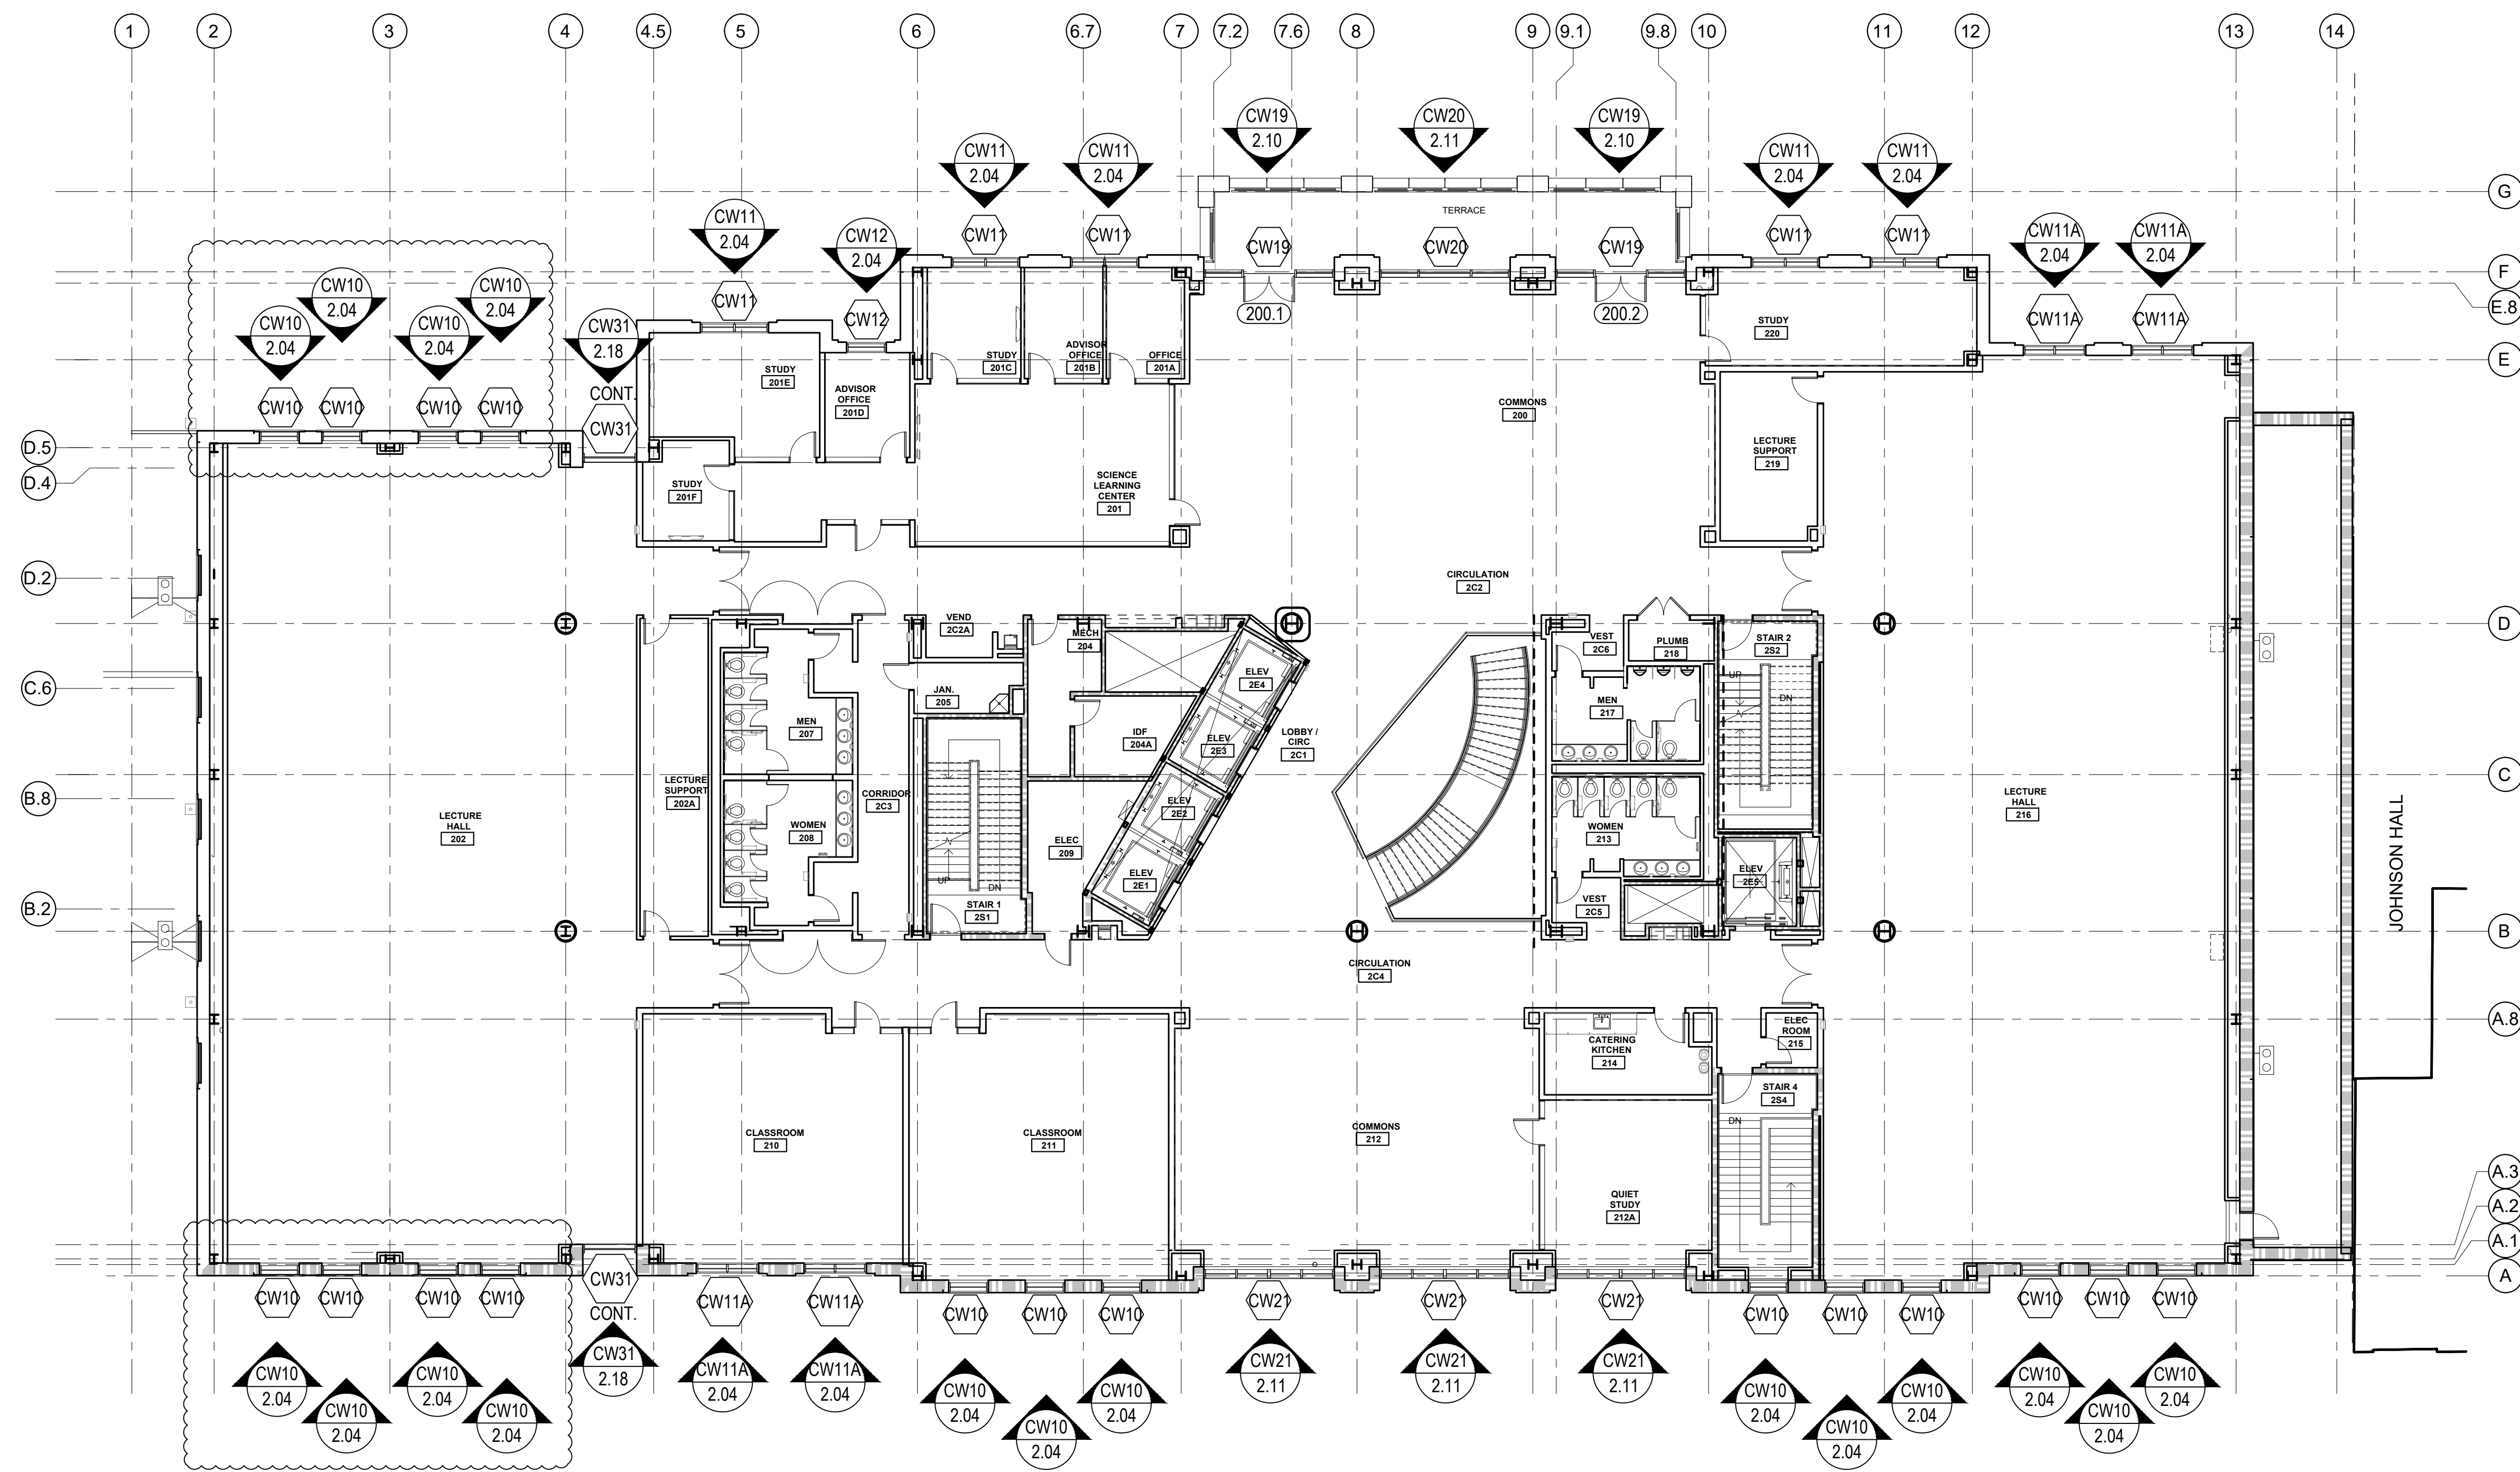 1 2 3 4 4.5 5 6 6.7 7 7.2 7.6 8 9 9.1 9.8 10 11 12 13 14
CW19
2.10
CW20
2.11
CW19
2.10
CW11
2.04
CW11
2.04
CW11
2.04
CW11
2.04
G
TERRACE
CW11
2.04
CW12
2.04
CW11
CW11
CW19
CW20
CW19
CW11
CW11
CW11A
2.04
CW11A
2.04
F
E.8
CW10
2.04
CW10
2.04
CW10
2.04
CW10
2.04
CW31
2.18
CONT.
CW31
CW11
CW12
200.1
200.2
CW11A
CW11A
STUDY
220
STUDY
201E
ADVISOR
OFFICE
201D
STUDY
201C
ADVISOR
OFFICE
201B
OFFICE
201A
E
CW10
CW10
CW10
CW10
COMMONS
200
D.5
D.4
LECTURE
SUPPORT
219
STUDY
201F
SCIENCE
LEARNING
CENTER
201
D.2
CIRCULATION
2C2
VEND
2C2A
MECH
204
VEST
2C6
PLUMB
218
STAIR 2
2S2
D
ELEV
2E4
UP
DN
C.6
JAN.
205
MEN
207
MEN
217
IDF
204A
ELEV
2E3
LOBBY /
CIRC
2C1
C
LECTURE
SUPPORT
202A
CORRIDOR
2C3
LECTURE
HALL
216
B.8
ELEV
2E2
LECTURE
HALL
202
WOMEN
208
WOMEN
213
ELEC
209
ELEV
2E1
ELEV
2E5
JOHNSON HALL
UP
DN
STAIR 1
2S1
VEST
2C5
B.2
B
CIRCULATION
2C4
A.8
ELEC
ROOM
215
CATERING
KITCHEN
214
STAIR 4
2S4
DN
CLASSROOM
210
CLASSROOM
211
COMMONS
212
QUIET
STUDY
212A
A.3
A.2
A.1
A
CW10
CW10
CW10
CW10
CW31
CONT.
CW11A
CW11A
CW10
CW10
CW10
CW21
CW21
CW21
CW10
CW10
CW10
CW10
CW10
CW10
CW10
2.04
CW10
2.04
CW10
2.04
CW10
2.04
CW31
2.18
CW11A
2.04
CW11A
2.04
CW10
2.04
CW10
2.04
CW10
2.04
CW21
2.11
CW21
2.11
CW21
2.11
CW10
2.04
CW10
2.04
CW10
2.04
CW10
2.04
CW10
2.04
CW10
2.04